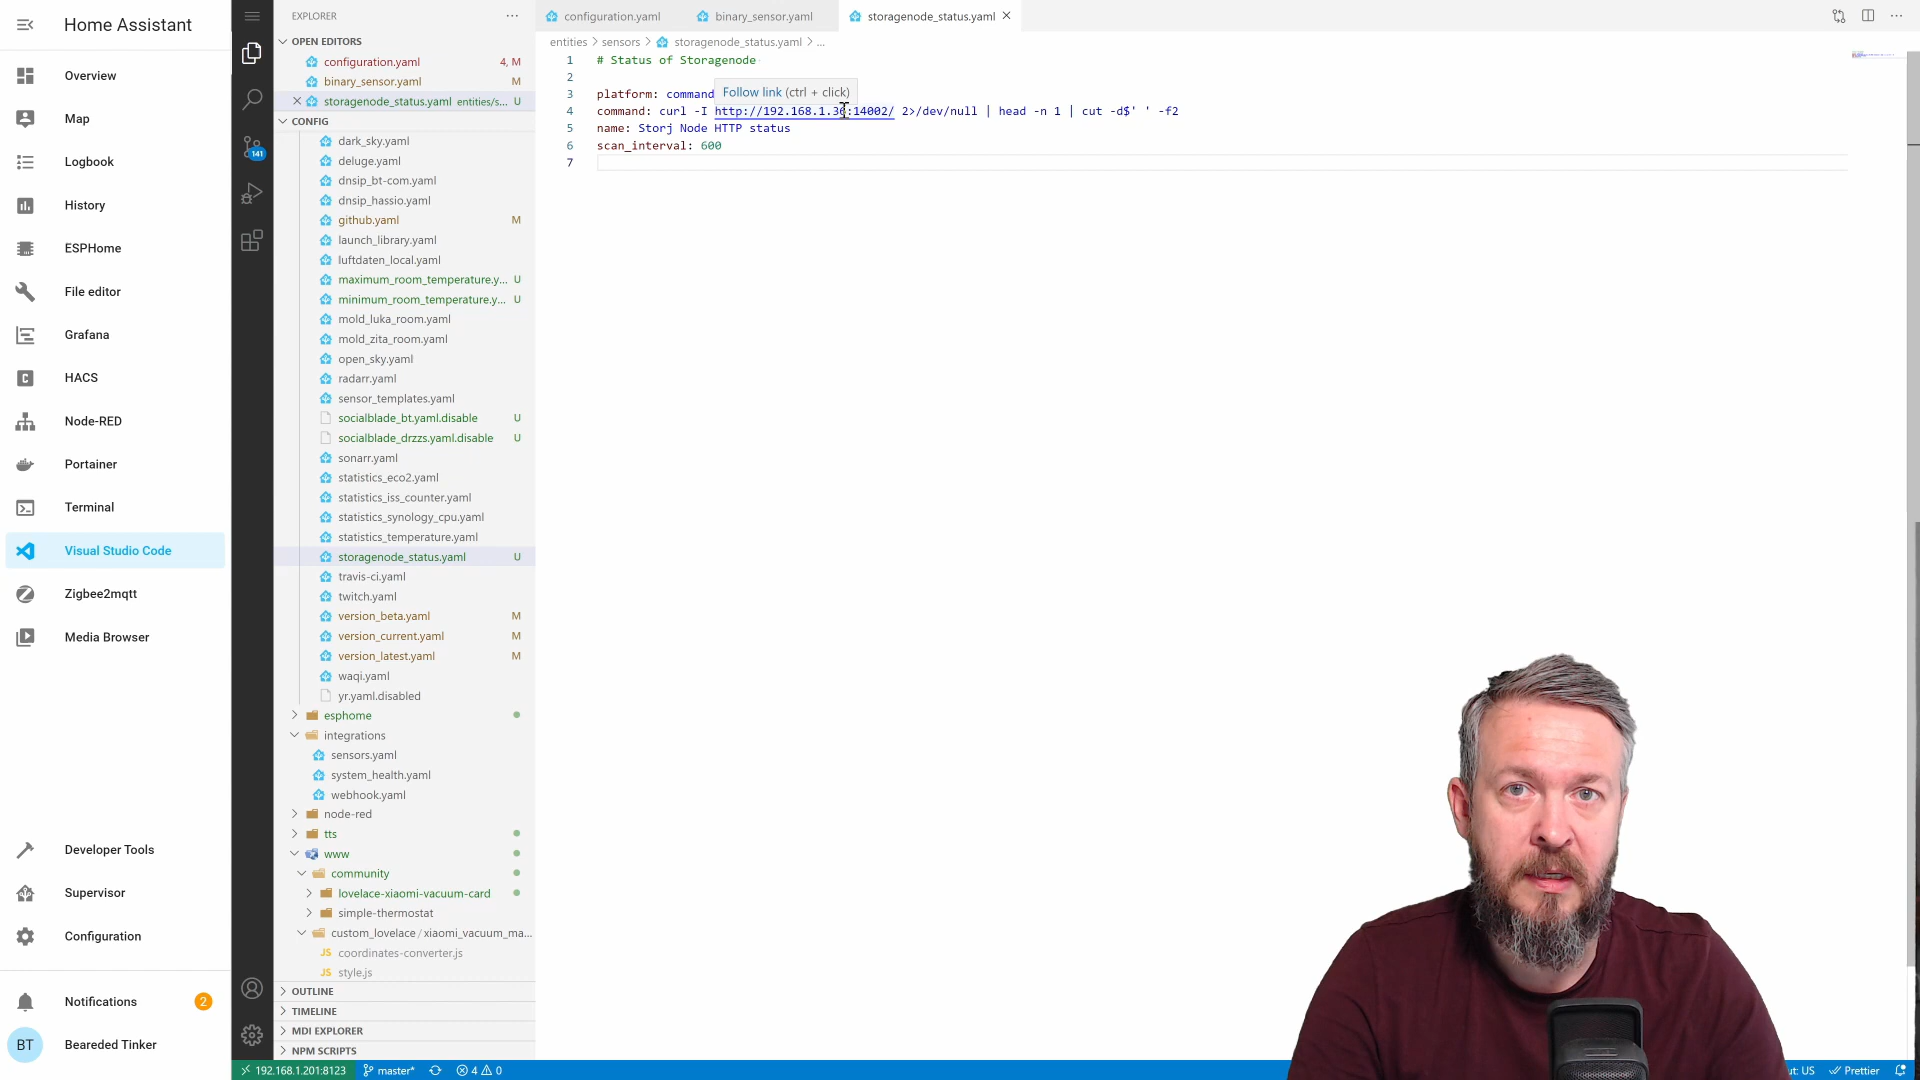 Home Assistant
Overview
Map
Logbook
History
ESPHome
File editor
Grafana
HACS
Node-RED
Portainer
Terminal
Visual Studio Code
Zigbee2mqtt
Media Browser
Developer Tools
Supervisor
Configuration
Notifications
2
BT
Bearded Tinker
141
EXPLORER
OPEN EDITORS
configuration.yaml 4, M
binary_sensor.yaml M
storagenode_status.yaml entities/s... U
CONFIG
dark_sky.yaml
deluge.yaml
dnsip_bt-com.yaml
dnsip_hassio.yaml
github.yaml M
launch_library.yaml
luftdaten_local.yaml
maximum_room_temperature.y... U
minimum_room_temperature.y... U
mold_luka_room.yaml
mold_zita_room.yaml
open_sky.yaml
radarr.yaml
sensor_templates.yaml
socialblade_bt.yaml.disable U
socialblade_drzzs.yaml.disable U
sonarr.yaml
statistics_eco2.yaml
statistics_iss_counter.yaml
statistics_synology_cpu.yaml
statistics_temperature.yaml
storagenode_status.yaml U
travis-ci.yaml
twitch.yaml
version_beta.yaml M
version_current.yaml M
version_latest.yaml M
waqi.yaml
yr.yaml.disabled
esphome
integrations
sensors.yaml
system_health.yaml
webhook.yaml
node-red
tts
www
community
lovelace-xiaomi-vacuum-card
simple-thermostat
custom_lovelace / xiaomi_vacuum_ma...
JS coordinates-converter.js
JS style.js
OUTLINE
TIMELINE
MDI EXPLORER
NPM SCRIPTS
configuration.yaml
binary_sensor.yaml
storagenode_status.yaml
entities > sensors > storagenode_status.yaml > ...
1 # Status of Storagenode
2
Follow link (ctrl + click)
3 platform: command
4 command: curl -I http://192.168.1.30:14002/ 2>/dev/null | head -n 1 | cut -d$' ' -f2
5 name: Storj Node HTTP status
6 scan_interval: 600
7
192.168.1.201:8123 master* 4 0
US Prettier